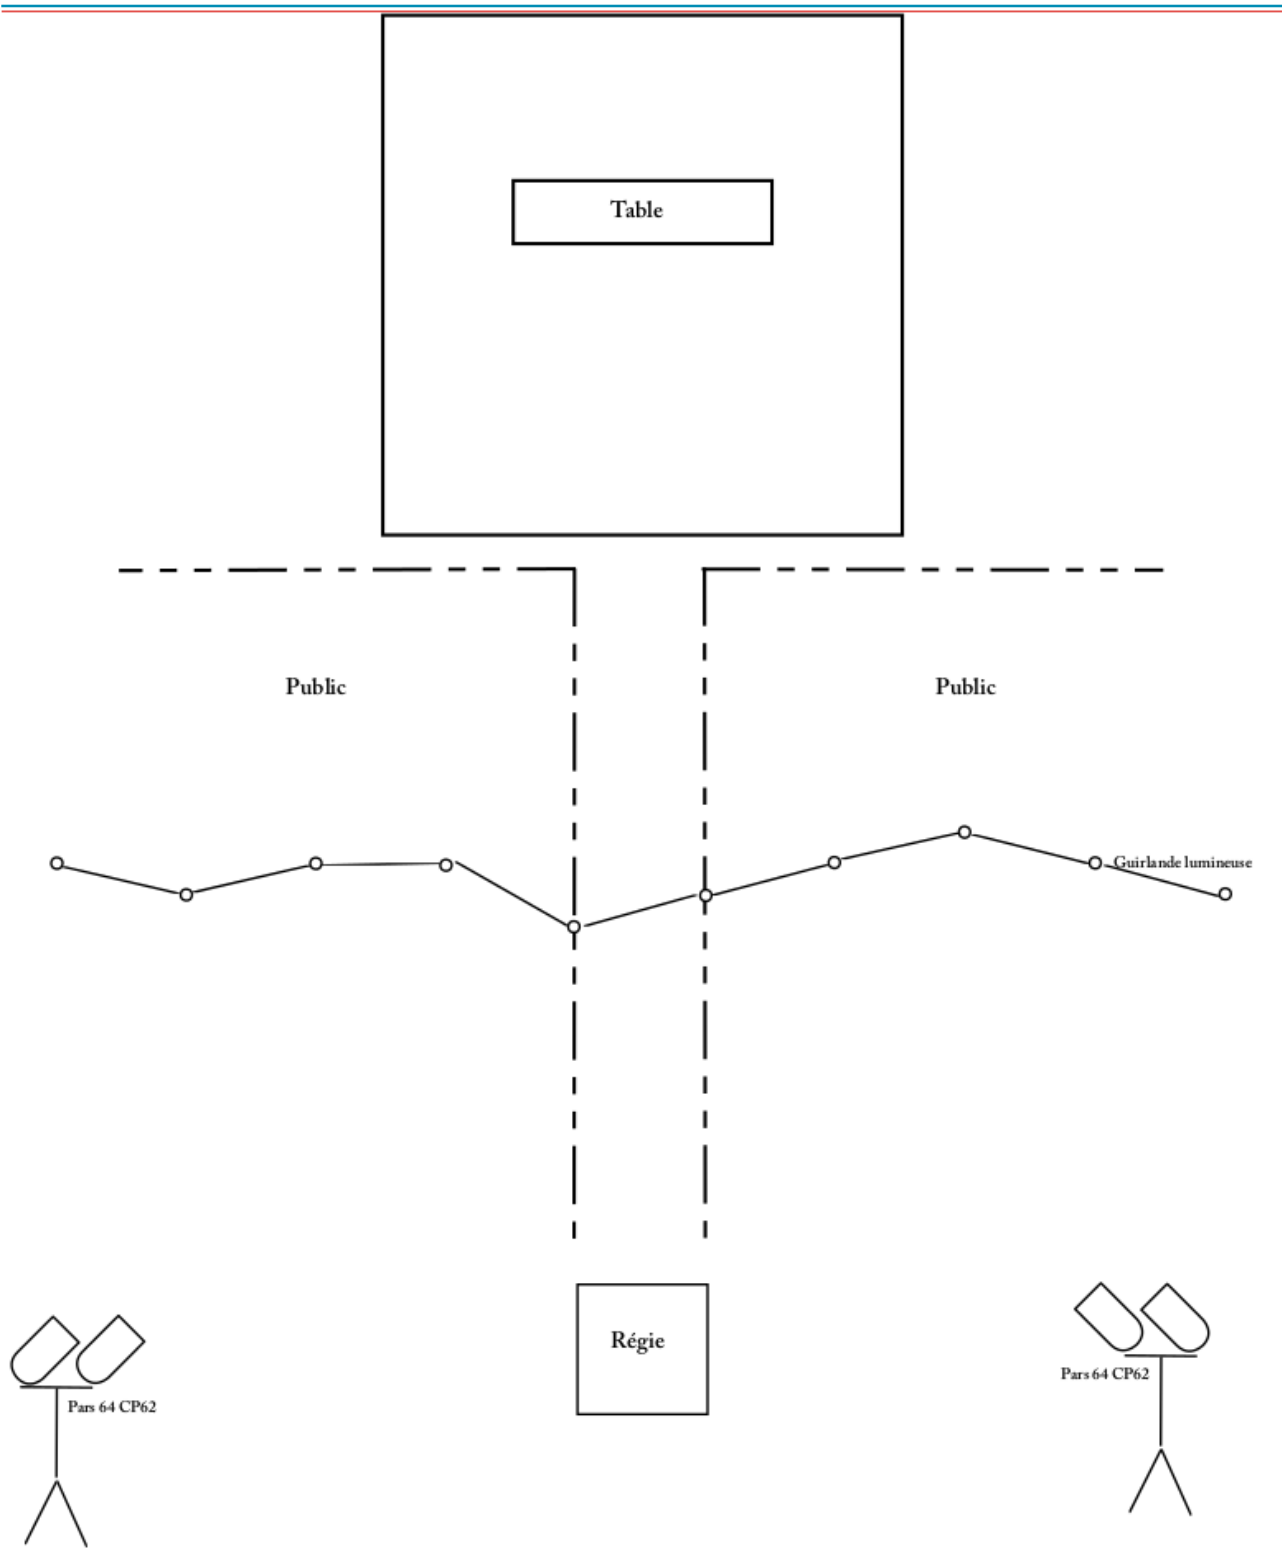 Table
Public
Public
Guirlande lumineuse
Régie
Pars 64 CP62
Pars 64 CP62